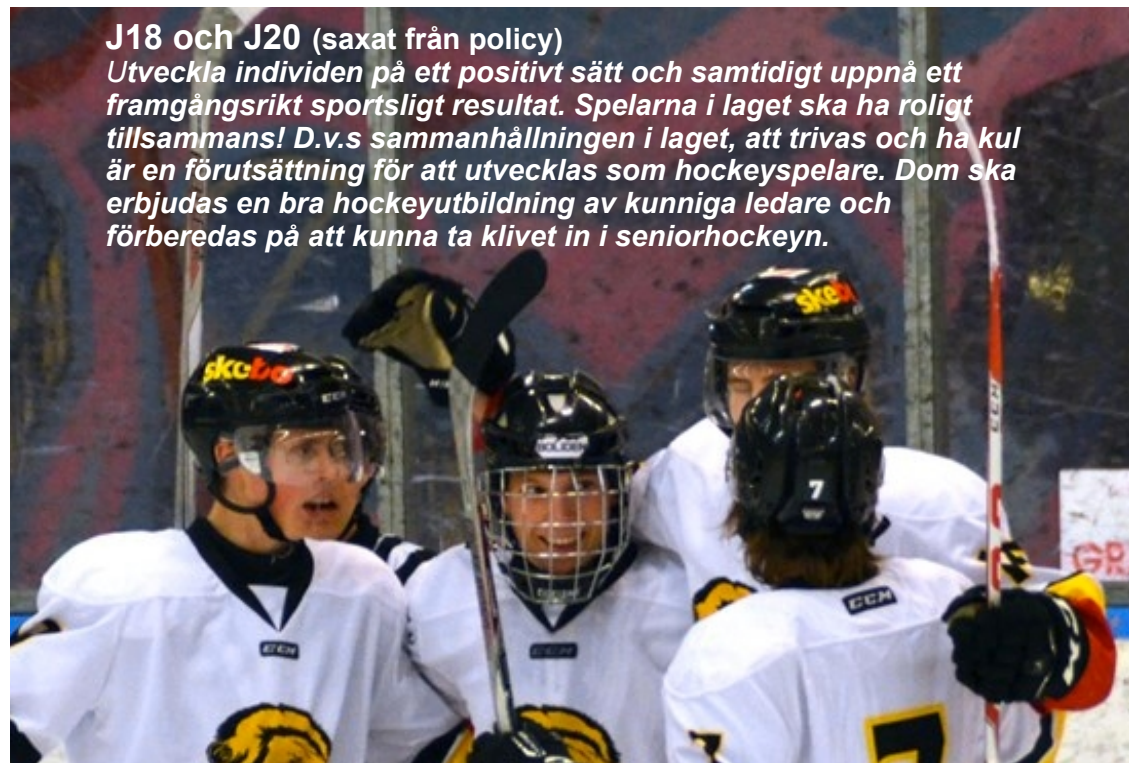 J18 och J20 (saxat från policy)
Utveckla individen på ett positivt sätt och samtidigt uppnå ett
framgångsrikt sportsligt resultat. Spelarna i laget ska ha roligt
tillsammans! D.v.s sammanhållningen i laget, att trivas och ha kul
är en förutsättning för att utvecklas som hockeyspelare. Dom ska
erbjudas en bra hockeyutbildning av kunniga ledare och
förberedas på att kunna ta klivet in i seniorhockeyn.
skebo
CCM
7
CCM
GR
CCM
CCM
CCM
7